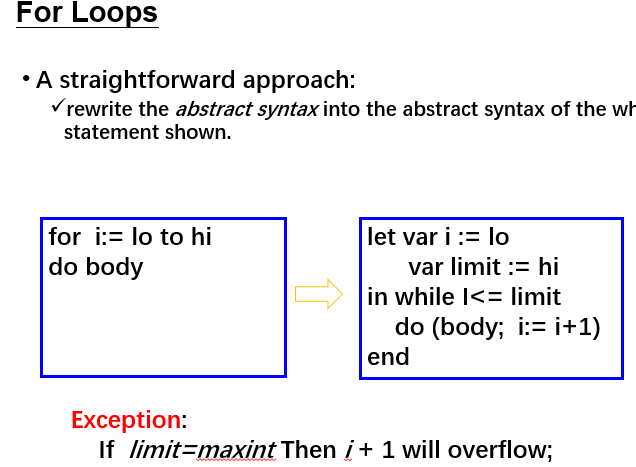 For Loops
• A straightforward approach:
✓rewrite the abstract syntax into the abstract syntax of the
statement shown.
for i:= lo to hi
do body
let var i := lo
var limit := hi
in while I<= limit
do (body; i:= i+1)
end
Exception:
If limit=maxint Then i + 1 will overflow;